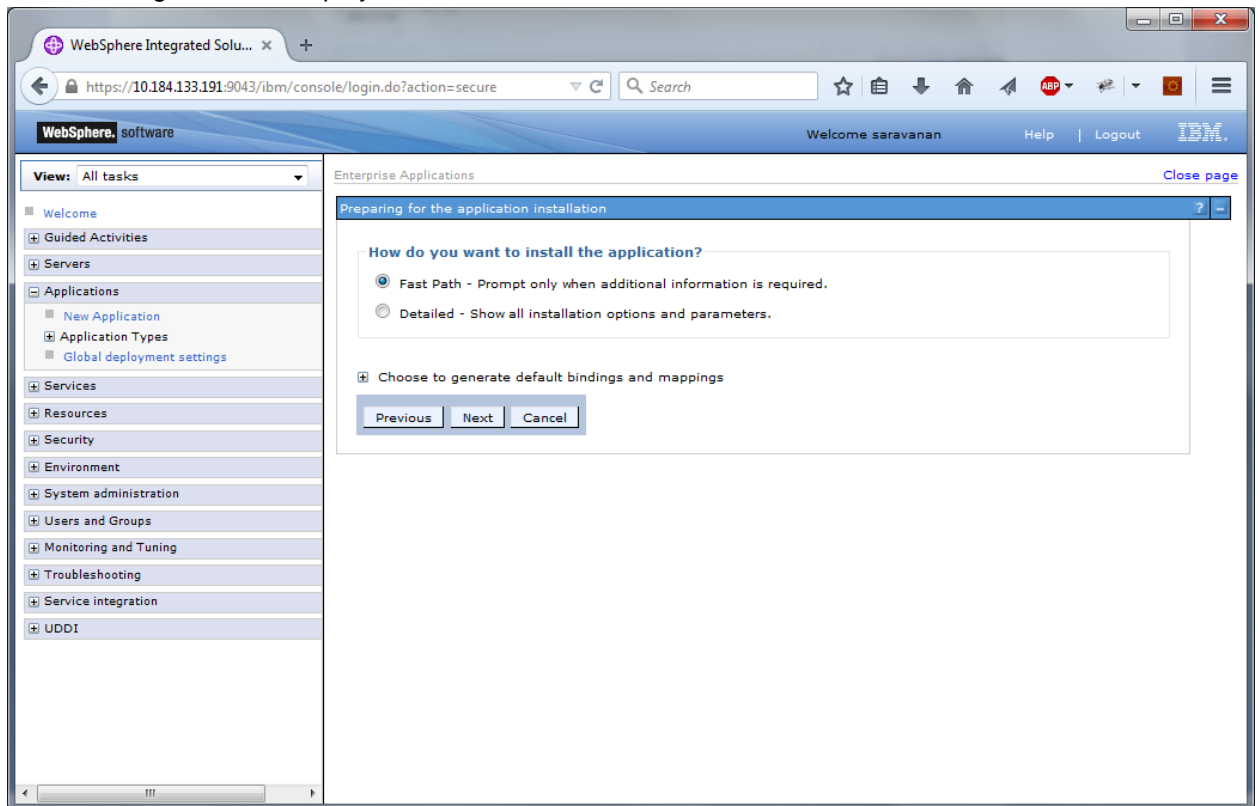 WebSphere Integrated Solu...
https://10.184.133.191:9043/ibm/console/login.do?action=secure
Search
ABP
WebSphere. software
Welcome saravanan
Help | Logout
IBM.
View: All tasks
Welcome
Guided Activities
Servers
Applications
New Application
Application Types
Global deployment settings
Services
Resources
Security
Environment
System administration
Users and Groups
Monitoring and Tuning
Troubleshooting
Service integration
UDDI
Enterprise Applications
Close page
Preparing for the application installation
? -
How do you want to install the application?
Fast Path - Prompt only when additional information is required.
Detailed - Show all installation options and parameters.
Choose to generate default bindings and mappings
Previous Next Cancel